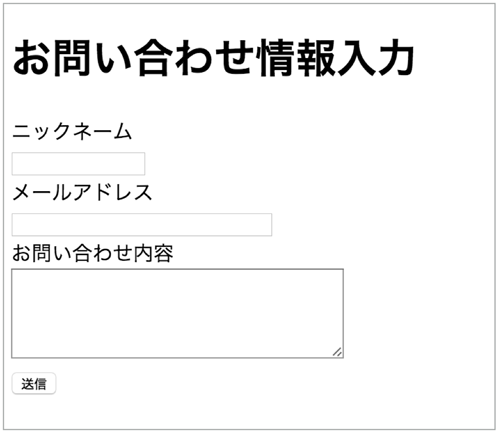 お問い合わせ情報入力
ニックネーム
メールアドレス
お問い合わせ内容
送信